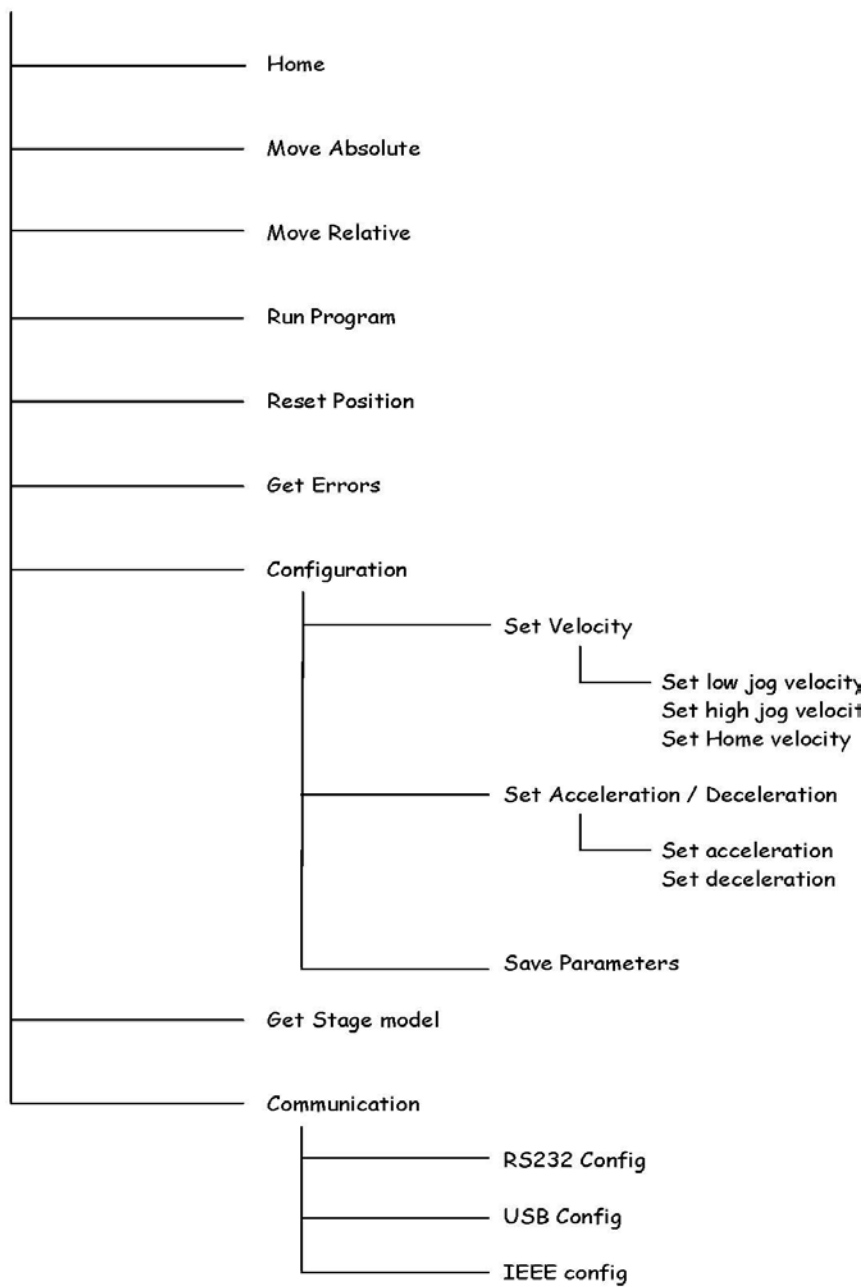 Home
Move Absolute
Move Relative
Run Program
Reset Position
Get Errors
Configuration
Set Velocity
Set low jog velocity
Set high jog velocit
Set Home velocity
Set Acceleration / Deceleration
Set acceleration
Set deceleration
Save Parameters
Get Stage model
Communication
RS232 Config
USB Config
IEEE config